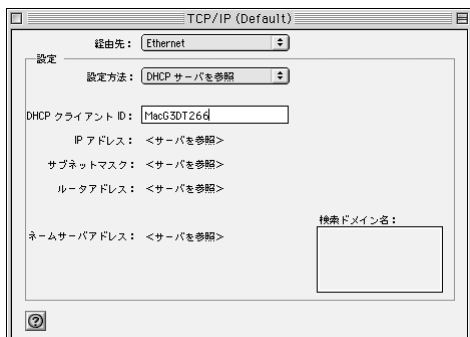 TCP/IP (Default)
経由先： Ethernet
設定
設定方法： DHCP サーバを参照
DHCP クライアント ID： MacG3DT266
IP アドレス： <サーバを参照>
サブネットマスク： <サーバを参照>
ルータアドレス： <サーバを参照>
検索ドメイン名：
ネームサーバアドレス： <サーバを参照>
?